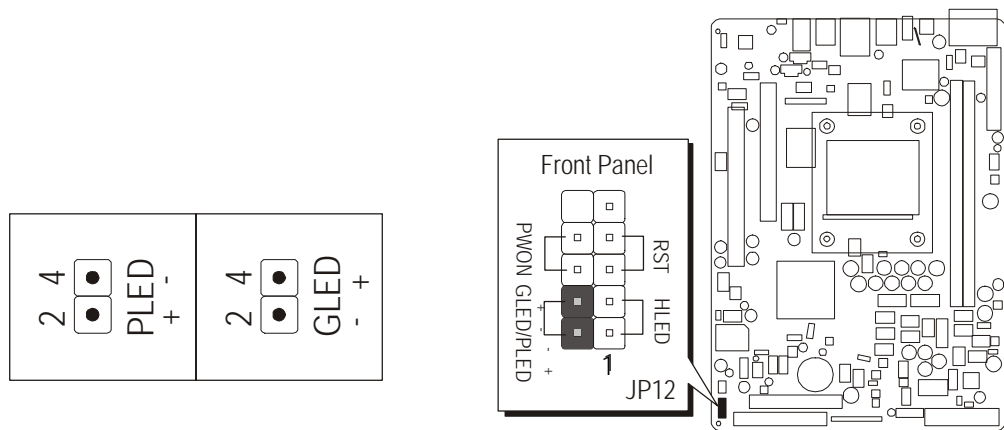 2 4
PLED
+ -
2 4
GLED
- +
Front Panel
PWON
GLED/PLED
+
-
-
+
RST
HLED
1
JP12